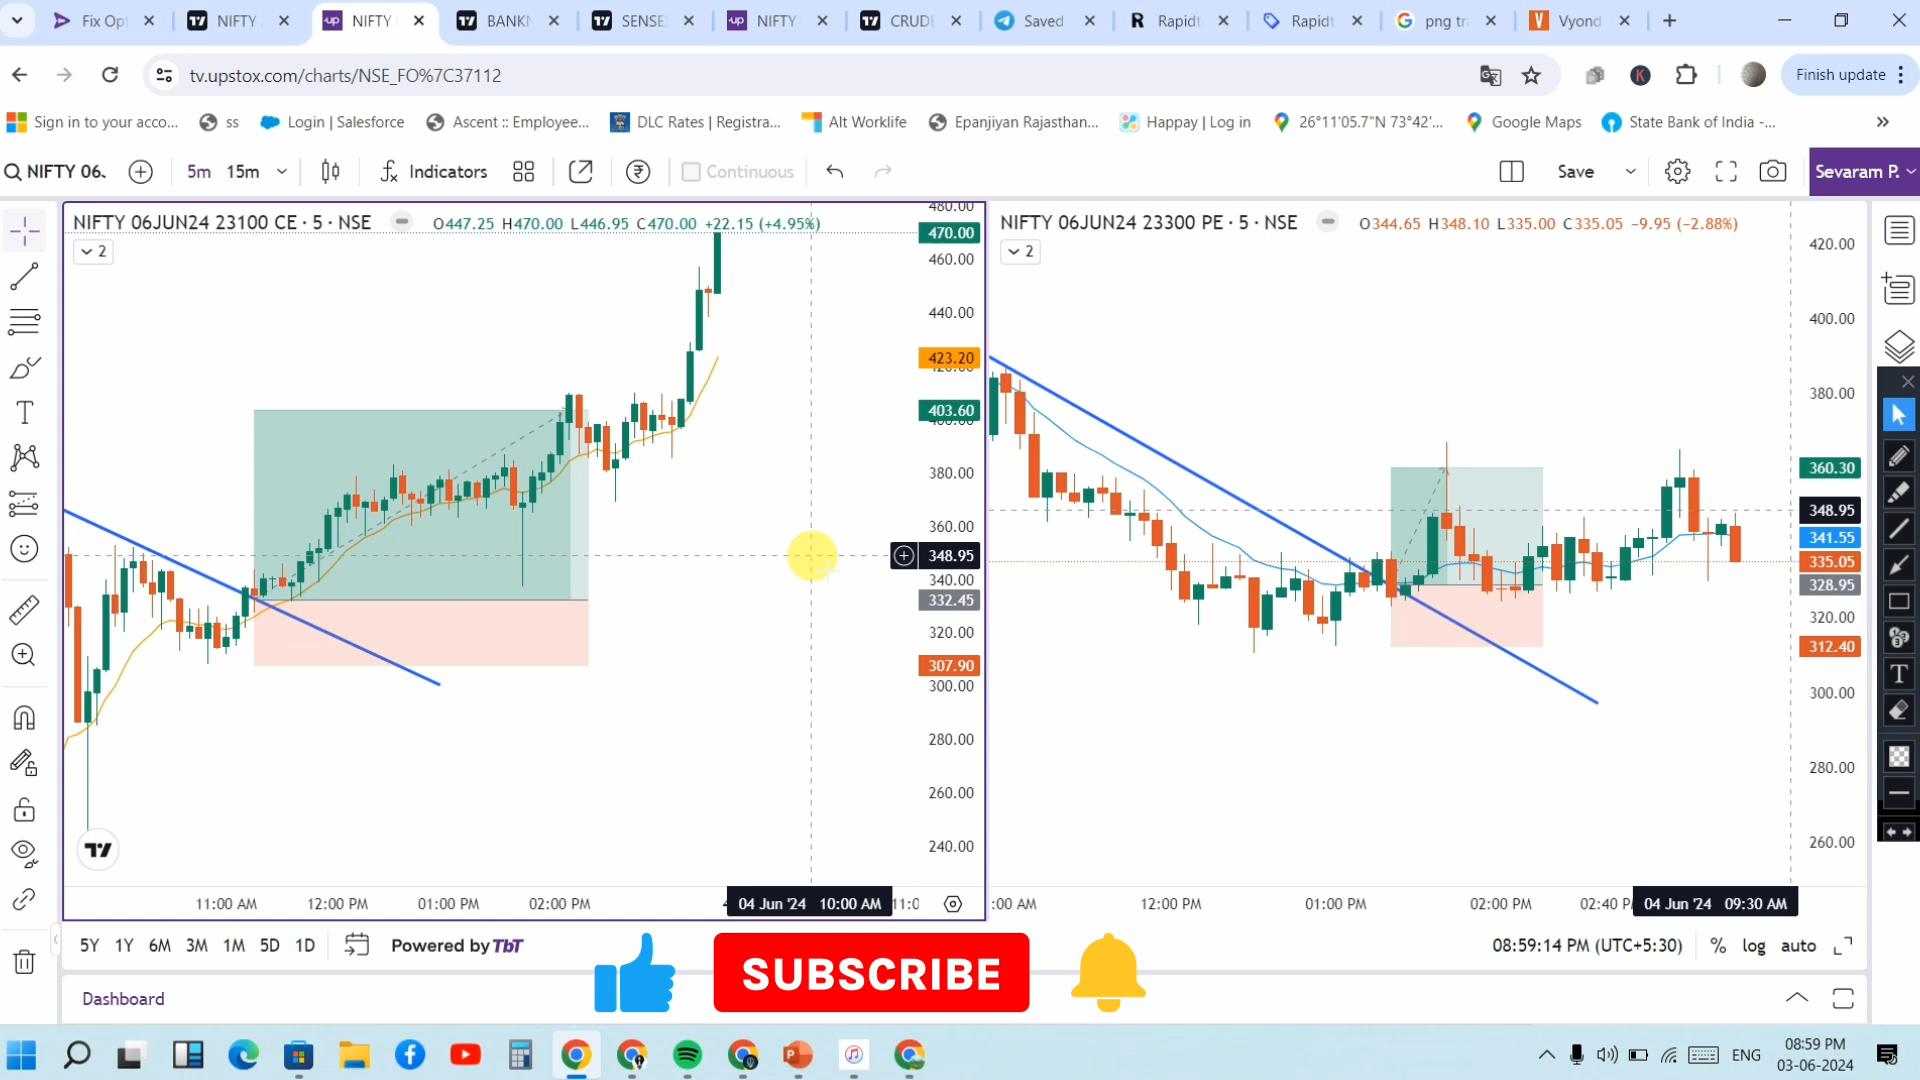 Fix Opt
NIFTY
NIFTY
BANKN
SENSE
NIFTY
CRUDE
Saved
Rapidt
Rapidt
png tra
Vyond
tv.upstox.com/charts/NSE_FO%7C37112
Finish update
Sign in to your acco...
ss
Login | Salesforce
Ascent :: Employee...
DLC Rates | Registra...
Alt Worklife
Epanjiyan Rajasthan...
Happay | Log in
26°11'05.7"N 73°42'...
Google Maps
State Bank of India -...
NIFTY 06.
5m
15m
Indicators
Continuous
Save
Sevaram P.
NIFTY 06JUN24 23100 CE · 5 · NSE
O447.25 H470.00 L446.95 C470.00 +22.15 (+4.95%)
2
480.00
470.00
460.00
440.00
423.20
403.60
380.00
360.00
348.95
340.00
332.45
320.00
307.90
300.00
280.00
260.00
240.00
11:00 AM
12:00 PM
01:00 PM
02:00 PM
04 Jun '24 10:00 AM
11:0
NIFTY 06JUN24 23300 PE · 5 · NSE
O344.65 H348.10 L335.00 C335.05 −9.95 (−2.88%)
2
420.00
400.00
380.00
360.30
348.95
341.55
335.05
328.95
320.00
312.40
300.00
280.00
260.00
:00 AM
12:00 PM
01:00 PM
02:00 PM
02:40 P
04 Jun '24 09:30 AM
5Y 1Y 6M 3M 1M 5D 1D
Powered by TbT
08:59:14 PM (UTC+5:30)
% log auto
SUBSCRIBE
Dashboard
ENG
08:59 PM
03-06-2024